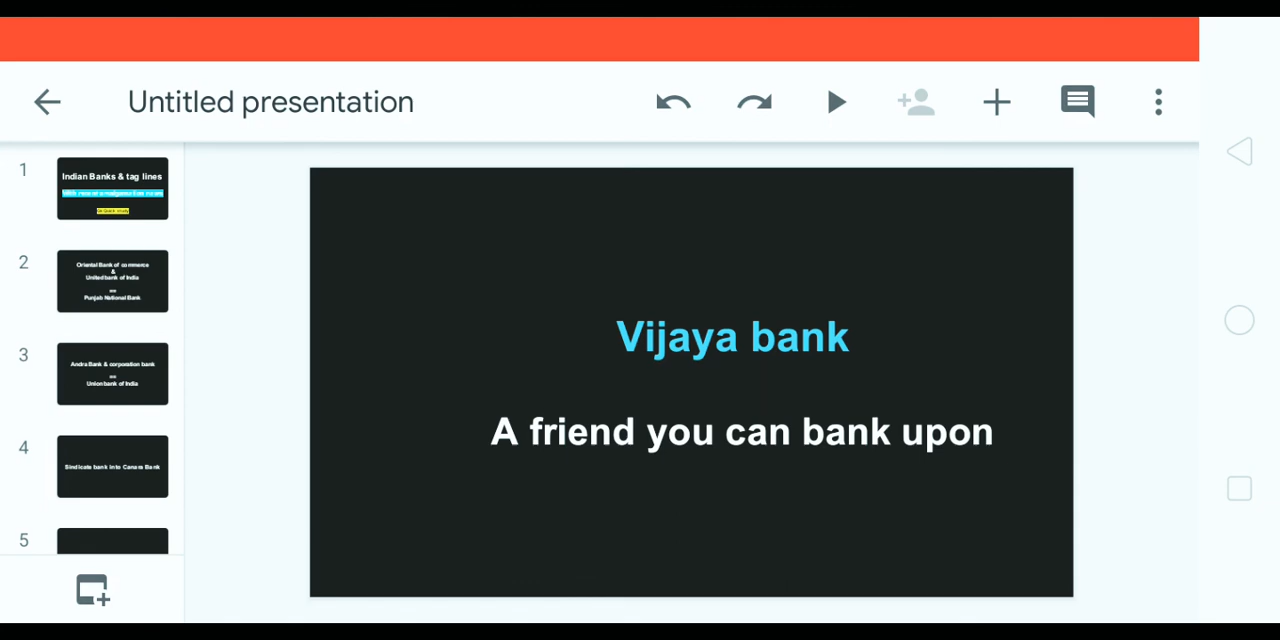 Untitled presentation
1
Indian Banks & tag lines
2
Oriental Bank of commerce
&
United bank of India
==
Punjab National Bank
3
Andra Bank & corporation bank
==
Union bank of India
4
Sindicate bank into Canara Bank
5
Vijaya bank
A friend you can bank upon